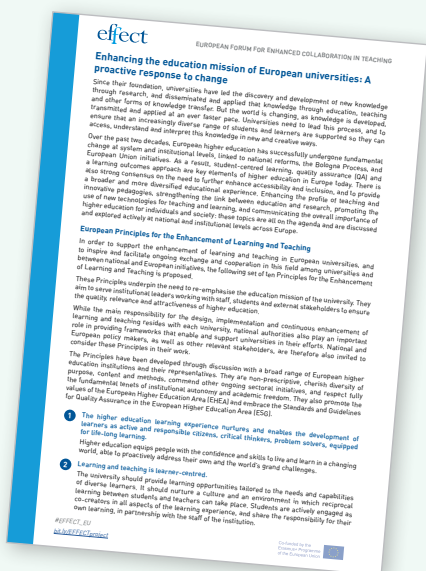 effect
EUROPEAN FORUM FOR ENHANCED COLLABORATION IN TEACHING
Enhancing the education mission of European universities: A
proactive response to change
Since their foundation, universities have led the discovery and development of new knowledge
through research, and disseminated and applied that knowledge through education, teaching
and other forms of knowledge transfer. But the world is changing, as knowledge is developed,
transmitted and applied at an ever faster pace. Universities need to lead this process, and to
ensure that an increasingly diverse range of students and learners are supported so they can
access, understand and interpret this knowledge in new and creative ways.
Over the past two decades, European higher education has successfully undergone fundamental
change at system and institutional levels, linked to national reforms, the Bologna Process, and
European Union initiatives. As a result, student-centred learning, quality assurance (QA) and
a learning outcomes approach are key elements of higher education in Europe today. There is
also strong consensus on the need to further enhance accessibility and inclusion, and to provide
a broader and more diversified educational experience. Enhancing the profile of teaching and
innovative pedagogies, strengthening the link between education and research, promoting the
use of new technologies for teaching and learning, and communicating the overall importance of
higher education for individuals and society: these topics are all on the agenda and are discussed
and explored actively at national and institutional levels across Europe.
European Principles for the Enhancement of Learning and Teaching
In order to support the enhancement of learning and teaching in European universities, and
to inspire and facilitate ongoing exchange and cooperation in this field among universities and
between national and European initiatives, the following set of ten Principles for the Enhancement
of Learning and Teaching is proposed.
These Principles underpin the need to re-emphasise the education mission of the university. They
aim to serve institutional leaders working with staff, students and external stakeholders to ensure
the quality, relevance and attractiveness of higher education.
While the main responsibility for the design, implementation and continuous enhancement of
learning and teaching resides with each university, national authorities also play an important
role in providing frameworks that enable and support universities in their efforts. National and
European policy makers, as well as other relevant stakeholders, are therefore also invited to
consider these Principles in their work.
The Principles have been developed through discussion with a broad range of European higher
education institutions and their representatives. They are non-prescriptive, cherish diversity of
purpose, content and methods, commend other ongoing sectoral initiatives, and respect fully
the fundamental tenets of institutional autonomy and academic freedom. They also promote the
values of the European Higher Education Area (EHEA) and embrace the Standards and Guidelines
for Quality Assurance in the European Higher Education Area (ESG).
1 The higher education learning experience nurtures and enables the development of
learners as active and responsible citizens, critical thinkers, problem solvers, equipped
for life-long learning.
Higher education equips people with the confidence and skills to live and learn in a changing
world, able to proactively address their own and the world's grand challenges.
2 Learning and teaching is learner-centred.
The university should provide learning opportunities tailored to the needs and capabilities
of diverse learners. It should nurture a culture and an environment in which reciprocal
learning between students and teachers can take place. Students are actively engaged as
co-creators in all aspects of the learning experience, and share the responsibility for their
own learning, in partnership with the staff of the institution.
#EFFECT_EU
bit.ly/EFFECTproject
Co-funded by the
Erasmus+ Programme
of the European Union